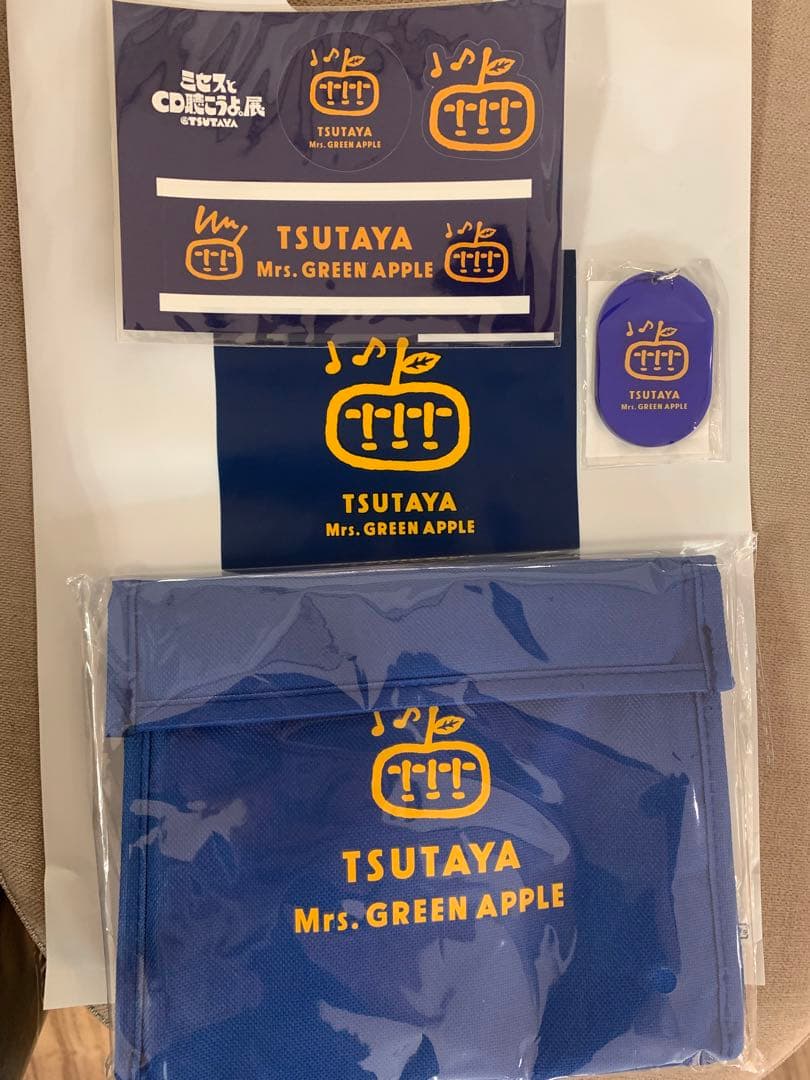 ミセスと
CD聴こうよ。展
@TSUTAYA
TSUTAYA
Mrs. GREEN APPLE
TSUTAYA
Mrs. GREEN APPLE
TSUTAYA
Mrs. GREEN APPLE
TSUTAYA
Mrs. GREEN APPLE
TSUTAYA
Mrs. GREEN APPLE